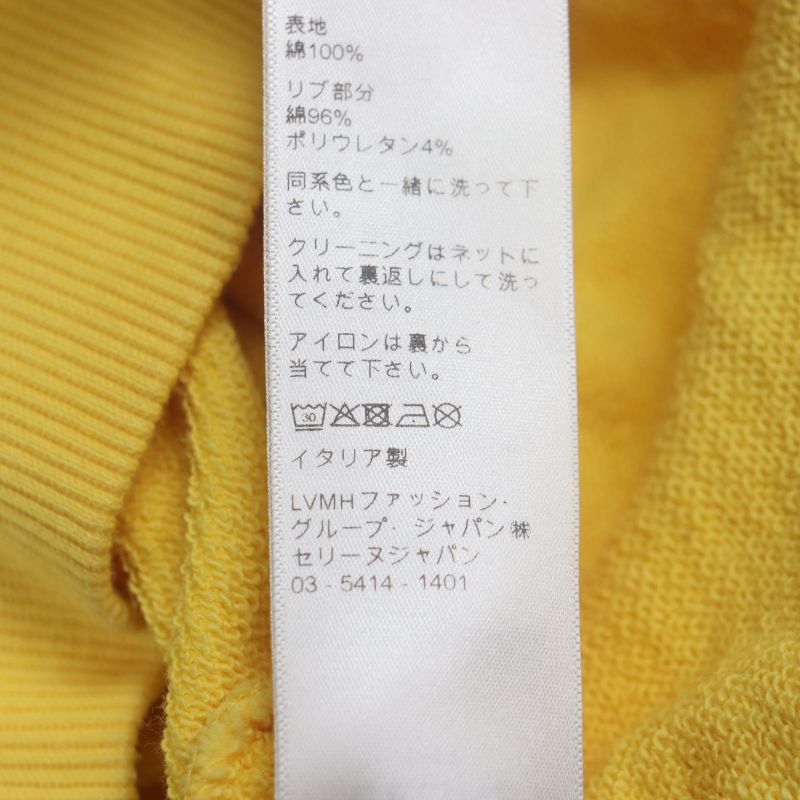 表地
綿100%
リブ部分
綿96%
ポリウレタン4%
同系色と一緒に洗って下
さい。
クリーニングはネットに
入れて裏返しにして洗っ
てください。
アイロンは裏から
当てて下さい。
30
イタリア製
LVMHファッション・
グループ・ジャパン㈱
セリーヌジャパン
03 - 5414 - 1401